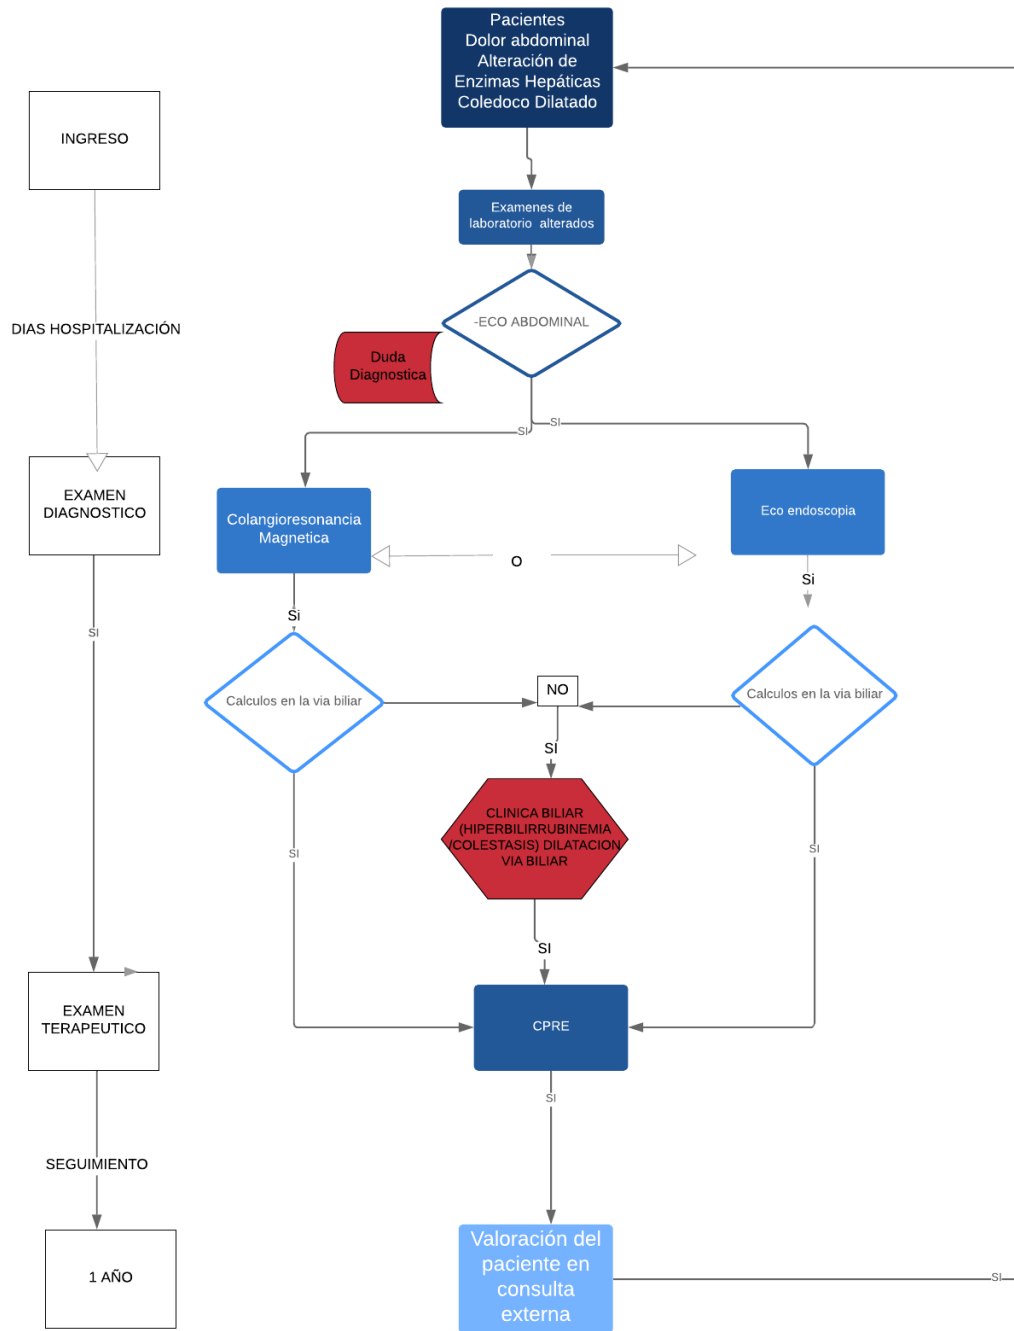 Pacientes
Dolor abdominal
Alteración de
Enzimas Hepáticas
Coledoco Dilatado
INGRESO
Examenes de
laboratorio alterados
-ECO ABDOMINAL
DIAS HOSPITALIZACIÓN
Duda
Diagnostica
SI
SI
EXAMEN
DIAGNOSTICO
Colangioresonancia
Magnetica
Eco endoscopia
O
Si
Si
SI
Calculos en la via biliar
NO
Calculos en la via biliar
SI
CLINICA BILIAR
(HIPERBILIRRUBINEMIA
/COLESTASIS) DILATACION
VIA BILIAR
SI
SI
SI
EXAMEN
TERAPEUTICO
CPRE
SI
SEGUIMIENTO
Valoración del
paciente en
consulta
externa
1 AÑO
SI